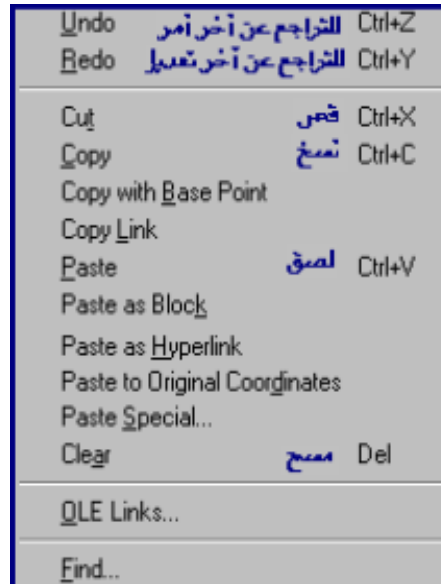 Undo للتراجع عن آخر أمر Ctrl+Z
Redo للتراجع عن آخر تعديل Ctrl+Y
Cut قص Ctrl+X
Copy نسخ Ctrl+C
Copy with Base Point
Copy Link
Paste لصق Ctrl+V
Paste as Block
Paste as Hyperlink
Paste to Original Coordinates
Paste Special...
Clear مسح Del
OLE Links...
Find...